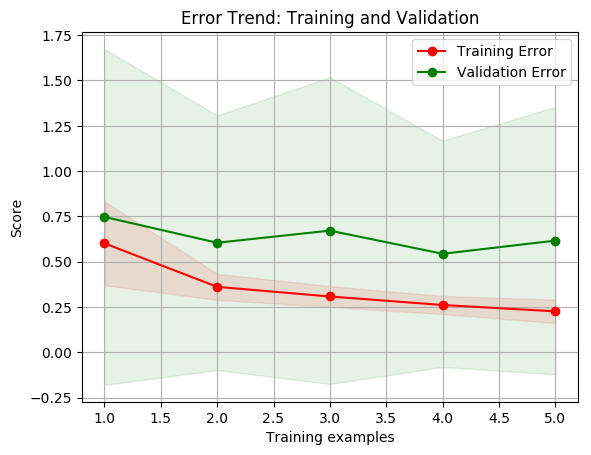 Error Trend: Training and Validation
Training Error
Validation Error
Score
1.75
1.50
1.25
1.00
0.75
0.50
0.25
0.00
−0.25
1.0 1.5 2.0 2.5 3.0 3.5 4.0 4.5 5.0
Training examples